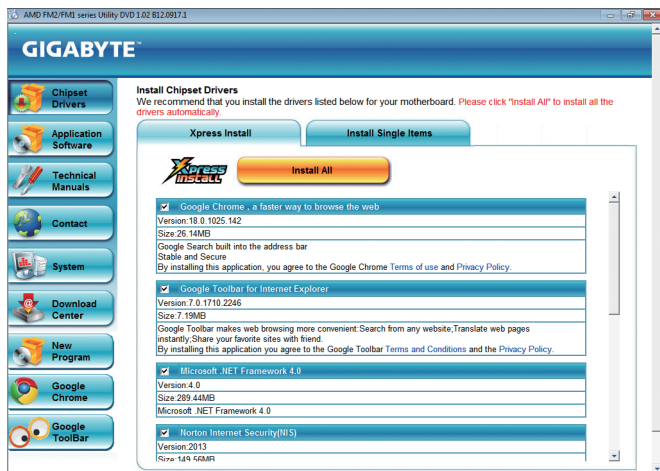 AMD FM2/FM1 series Utility DVD 1.02 B12.0917.1
GIGABYTE™
Chipset
Drivers
Application
Software
Technical
Manuals
Contact
System
Download
Center
New
Program
Google
Chrome
Google
ToolBar
Install Chipset Drivers
We recommend that you install the drivers listed below for your motherboard. Please click "Install All" to install all the
drivers automatically.
Xpress Install
Install Single Items
Xpress
Install
Install All
Google Chrome , a faster way to browse the web
Version:18.0.1025.142
Size:26.14MB
Google Search built into the address bar
Stable and Secure
By installing this application, you agree to the Google Chrome Terms of use and Privacy Policy.
Google Toolbar for Internet Explorer
Version:7.0.1710.2246
Size:7.19MB
Google Toolbar makes web browsing more convenient:Search from any website;Translate web pages
instantly;Share your favorite sites with friend.
By installing this application you agree to the Google Toolbar Terms and Conditions and the Privacy Policy.
Microsoft .NET Framework 4.0
Version:4.0
Size:289.44MB
Microsoft .NET Framework 4.0
Norton Internet Security(NIS)
Version:2013
Size:149.56MB